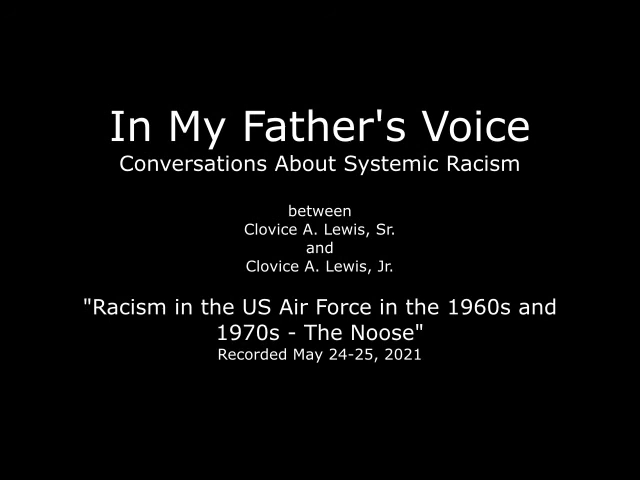 In My Father's Voice
Conversations About Systemic Racism
between
Clovice A. Lewis, Sr.
and
Clovice A. Lewis, Jr.
"Racism in the US Air Force in the 1960s and
1970s - The Noose"
Recorded May 24-25, 2021